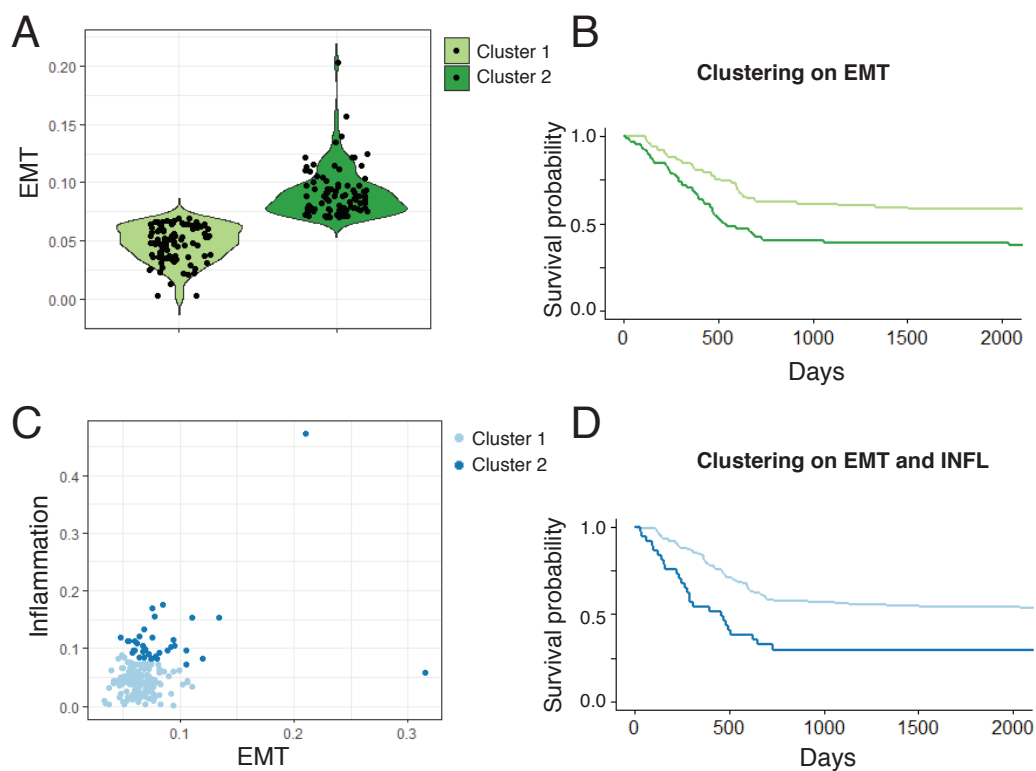 A
EMT
0.20
0.15
0.10
0.05
0.00
Cluster 1
Cluster 2
B
Clustering on EMT
Survival probability
1.0
0.5
0.0
0
500
1000
1500
2000
Days
C
Inflammation
0.4
0.3
0.2
0.1
0.0
0.1
0.2
0.3
EMT
Cluster 1
Cluster 2
D
Clustering on EMT and INFL
Survival probability
1.0
0.5
0.0
0
500
1000
1500
2000
Days